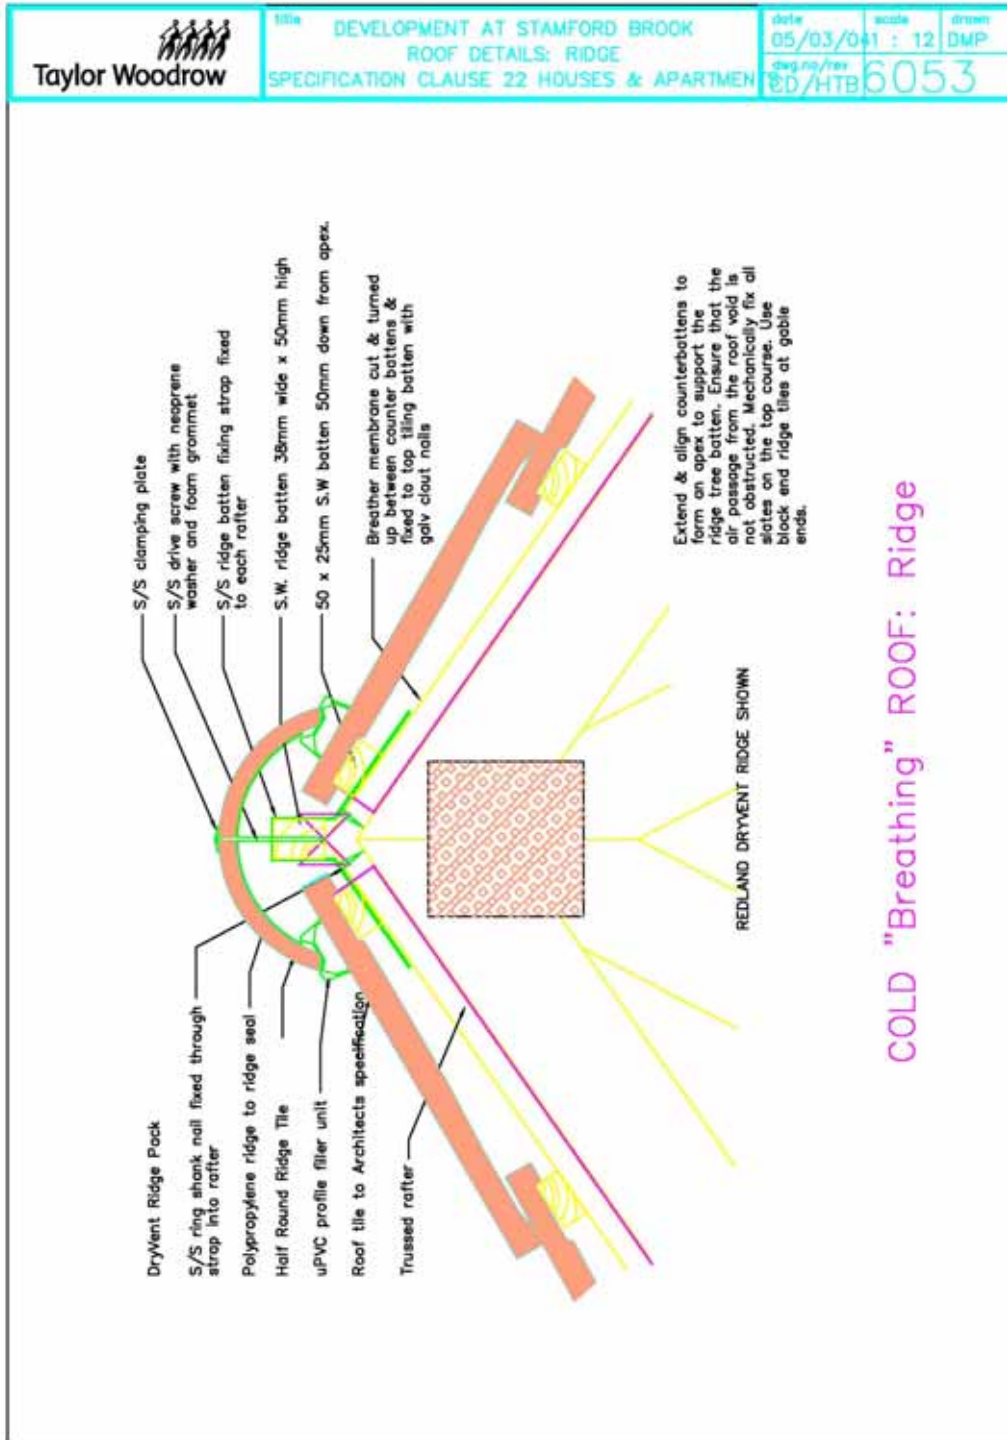 Taylor Woodrow
title
DEVELOPMENT AT STAMFORD BROOK
ROOF DETAILS: RIDGE
SPECIFICATION CLAUSE 22 HOUSES & APARTMENTS
date
05/03/04
scale
1 : 12
drawn
DMP
dwg.no/rev
CD/HTB
6053
DryVent Ridge Pack
S/S ring shank nail fixed through
strap into rafter
Polypropylene ridge to ridge seal
Half Round Ridge Tile
uPVC profile filler unit
Roof tile to Architects specification
Trussed rafter
S/S clamping plate
S/S drive screw with neoprene
washer and foam grommet
S/S ridge batten fixing strap fixed
to each rafter
S.W. ridge batten 38mm wide x 50mm high
50 x 25mm S.W batten 50mm down from apex.
Breather membrane cut & turned
up between counter battens &
fixed to top tiling batten with
galv clout nails
Extend & align counterbattens to
form an apex to support the
ridge tree batten. Ensure that the
air passage from the roof void is
not obstructed. Mechanically fix all
slates on the top course. Use
block end ridge tiles at gable
ends.
REDLAND DRYVENT RIDGE SHOWN
COLD "Breathing" ROOF: Ridge